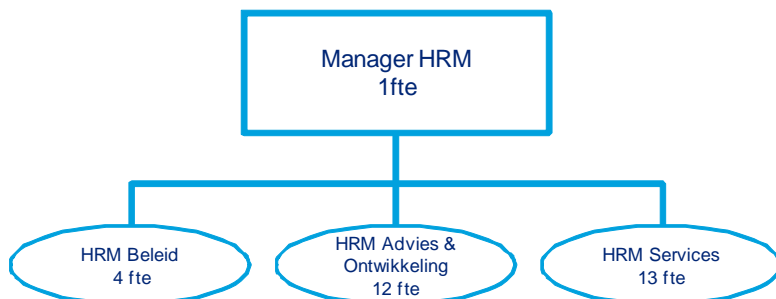 Manager HRM
1fte
HRM Beleid
4 fte
HRM Advies &
Ontwikkeling
12 fte
HRM Services
13 fte